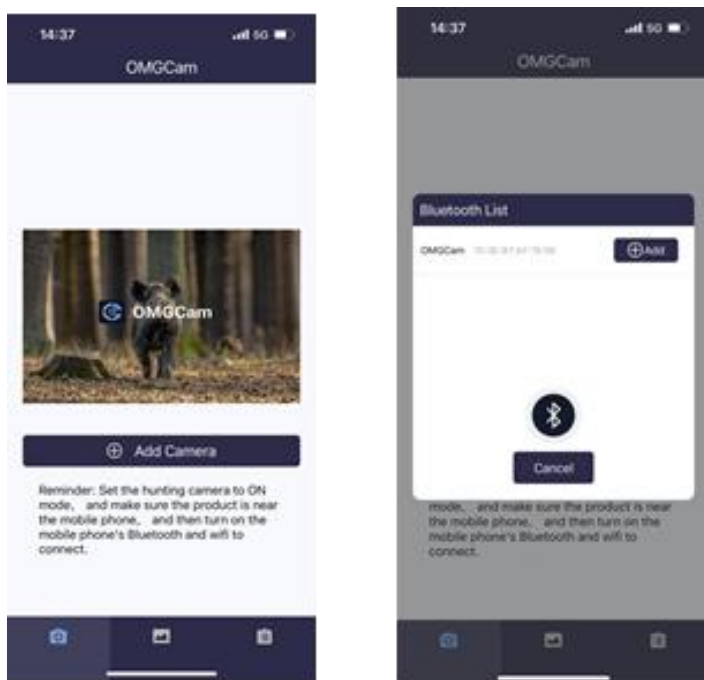 14:37
5G
OMGCam
OMGCam
Add Camera
Reminder: Set the hunting camera to ON
mode, and make sure the product is near
the mobile phone, and then turn on the
mobile phone's Bluetooth and wifi to
connect.
14:37
5G
OMGCam
Bluetooth List
OMGCam
Add
Cancel
mode, and make sure the product is near
the mobile phone, and then turn on the
mobile phone's Bluetooth and wifi to
connect.